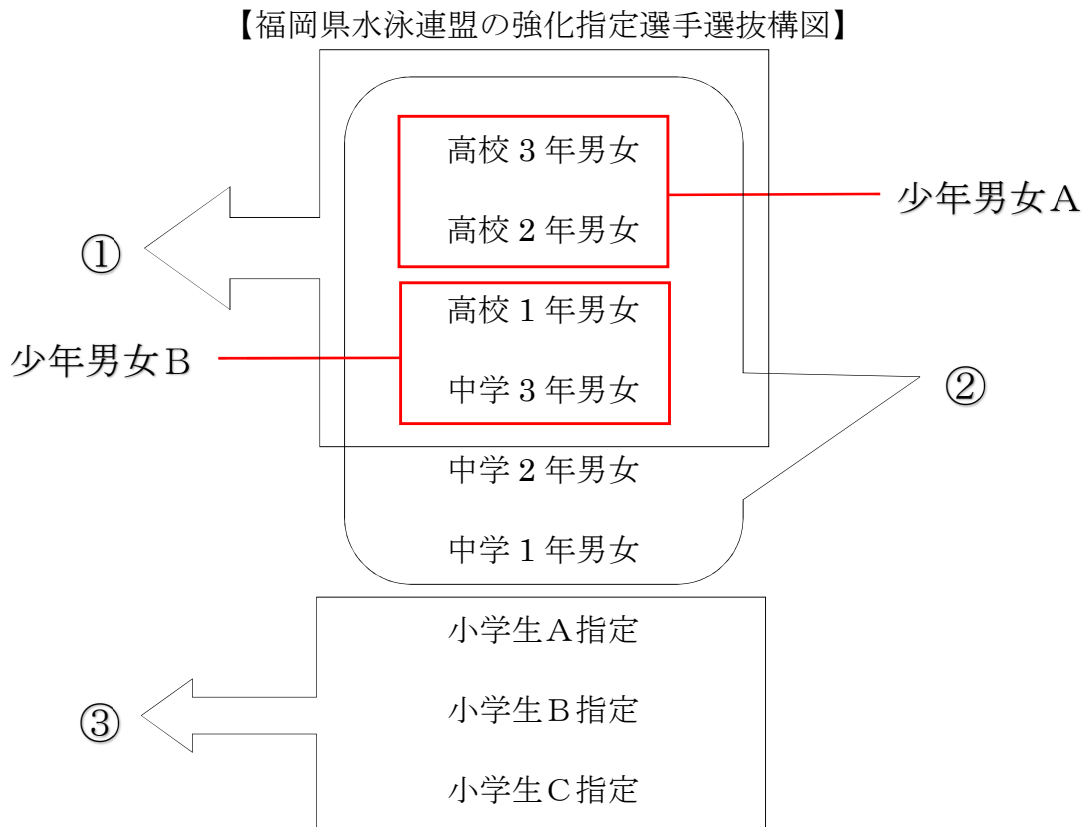 【福岡県水泳連盟の強化指定選手選抜構図】
高校3年男女
少年男女A
高校2年男女
①
高校1年男女
少年男女B
中学3年男女
②
中学2年男女
中学1年男女
小学生A指定
小学生B指定
③
小学生C指定